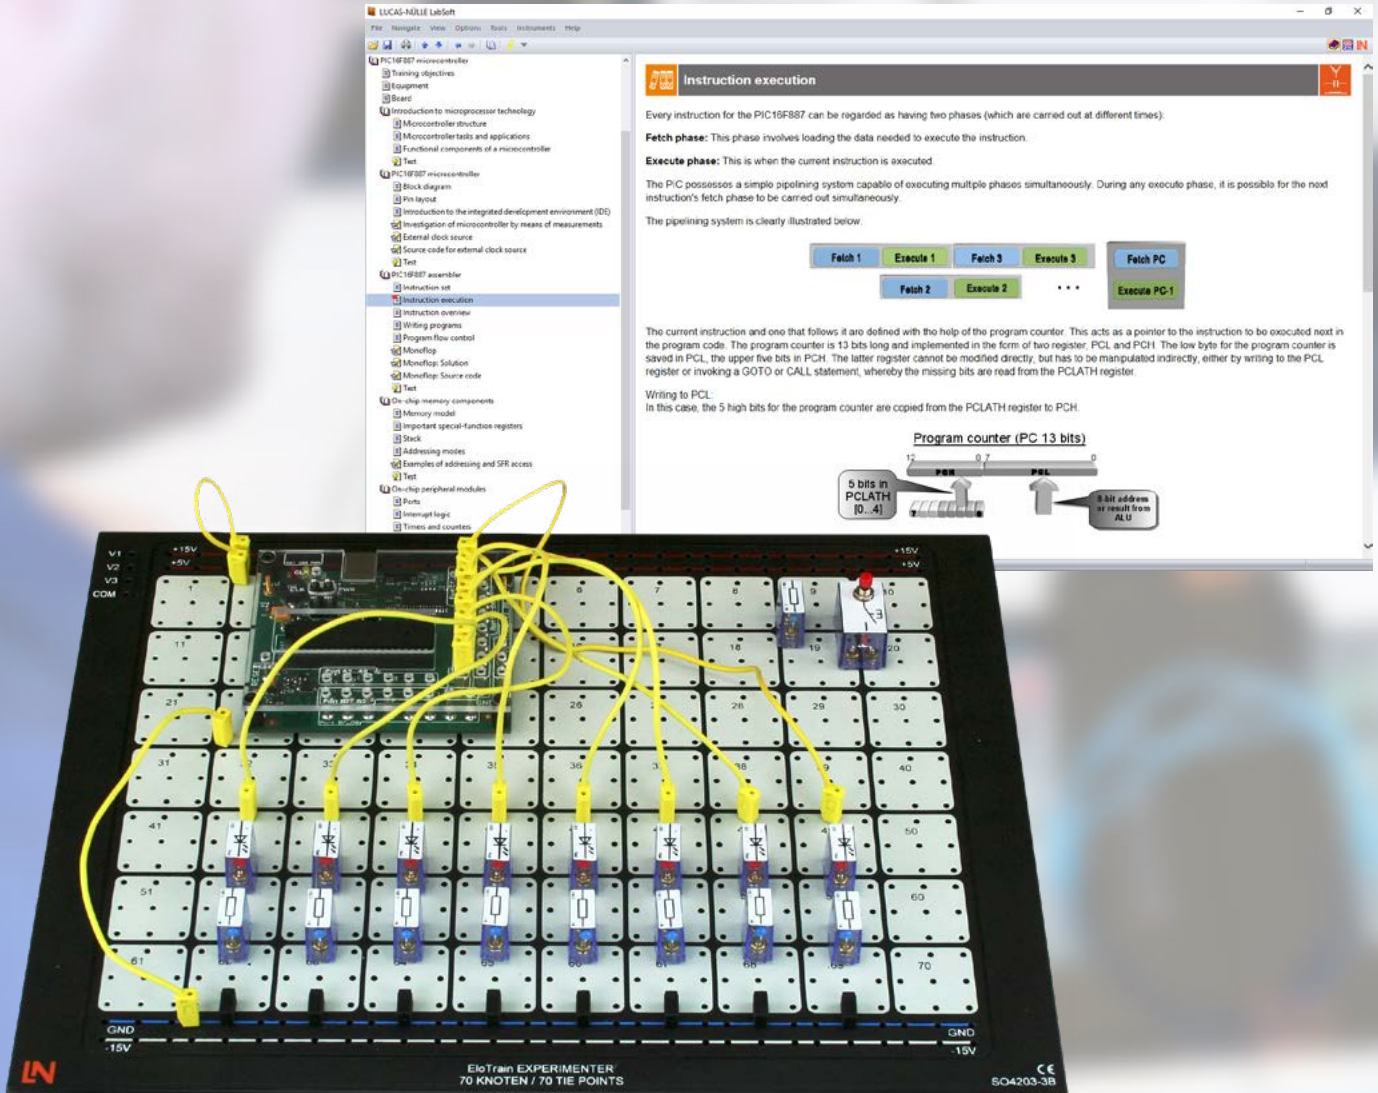 LUCAS-NÜLLE LabSoft
File Navigate View Options Tools Instruments Help
PIC16F887 microcontroller
Training objectives
Equipment
Board
Introduction to microprocessor technology
Microcontroller structure
Microcontroller tasks and applications
Functional components of a microcontroller
Test
PIC16F887 microcontroller
Block diagram
Pin layout
Introduction to the integrated development environment (IDE)
Investigation of microcontroller by means of measurements
External clock source
Source code for external clock source
Test
PIC16F887 assembler
Instruction set
Instruction execution
Instruction overview
Writing programs
Program flow control
Monoflop
Monoflop: Solution
Monoflop: Source code
Test
On-chip memory components
Memory model
Important special-function registers
Stack
Addressing modes
Examples of addressing and SFR access
Test
On-chip peripheral modules
Ports
Interrupt logic
Timers and counters
Instruction execution
Every instruction for the PIC16F887 can be regarded as having two phases (which are carried out at different times):
Fetch phase: This phase involves loading the data needed to execute the instruction.
Execute phase: This is when the current instruction is executed.
The PIC possesses a simple pipelining system capable of executing multiple phases simultaneously. During any execute phase, it is possible for the next
instruction's fetch phase to be carried out simultaneously.
The pipelining system is clearly illustrated below.
Fetch 1 Execute 1 Fetch 3 Execute 3 Fetch PC
Fetch 2 Execute 2 • • • Execute PC-1
The current instruction and one that follows it are defined with the help of the program counter. This acts as a pointer to the instruction to be executed next in
the program code. The program counter is 13 bits long and implemented in the form of two register, PCL and PCH. The low byte for the program counter is
saved in PCL, the upper five bits in PCH. The latter register cannot be modified directly, but has to be manipulated indirectly, either by writing to the PCL
register or invoking a GOTO or CALL statement, whereby the missing bits are read from the PCLATH register.
Writing to PCL:
In this case, the 5 high bits for the program counter are copied from the PCLATH register to PCH.
Program counter (PC 13 bits)
12 0 7 0
PCH PCL
5 bits in
PCLATH
[0...4]
8-bit address
or result from
ALU
V1 +15V +15V
V2 +5V +5V
V3
COM
1 6 7 8 9 10
11 18 19 20
21 26 28 29 30
31 33 35 36 40
41 50
51 60
61 65 70
GND GND
-15V -15V
LN
EloTrain EXPERIMENTER
70 KNOTEN / 70 TIE POINTS
CE
SO4203-3B